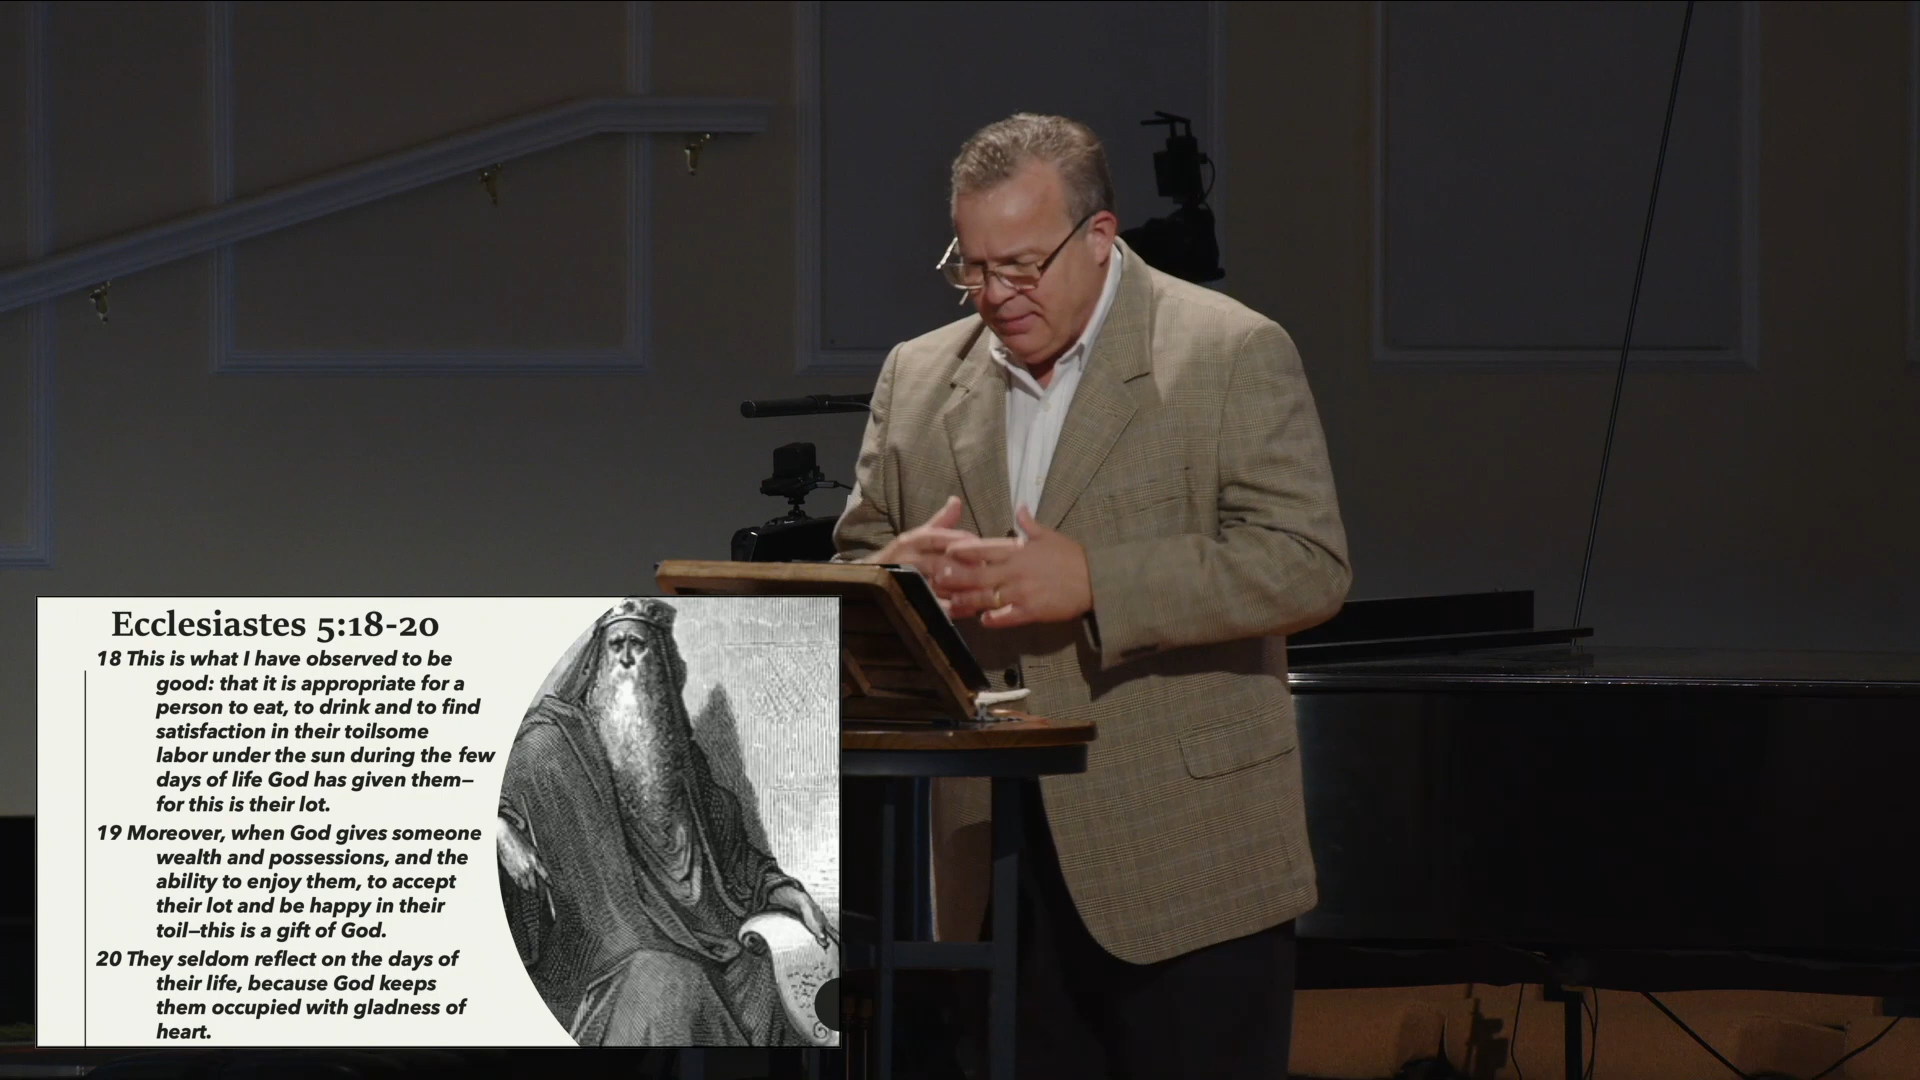 Ecclesiastes 5:18-20
18 This is what I have observed to be
good: that it is appropriate for a
person to eat, to drink and to find
satisfaction in their toilsome
labor under the sun during the few
days of life God has given them—
for this is their lot.
19 Moreover, when God gives someone
wealth and possessions, and the
ability to enjoy them, to accept
their lot and be happy in their
toil—this is a gift of God.
20 They seldom reflect on the days of
their life, because God keeps
them occupied with gladness of
heart.